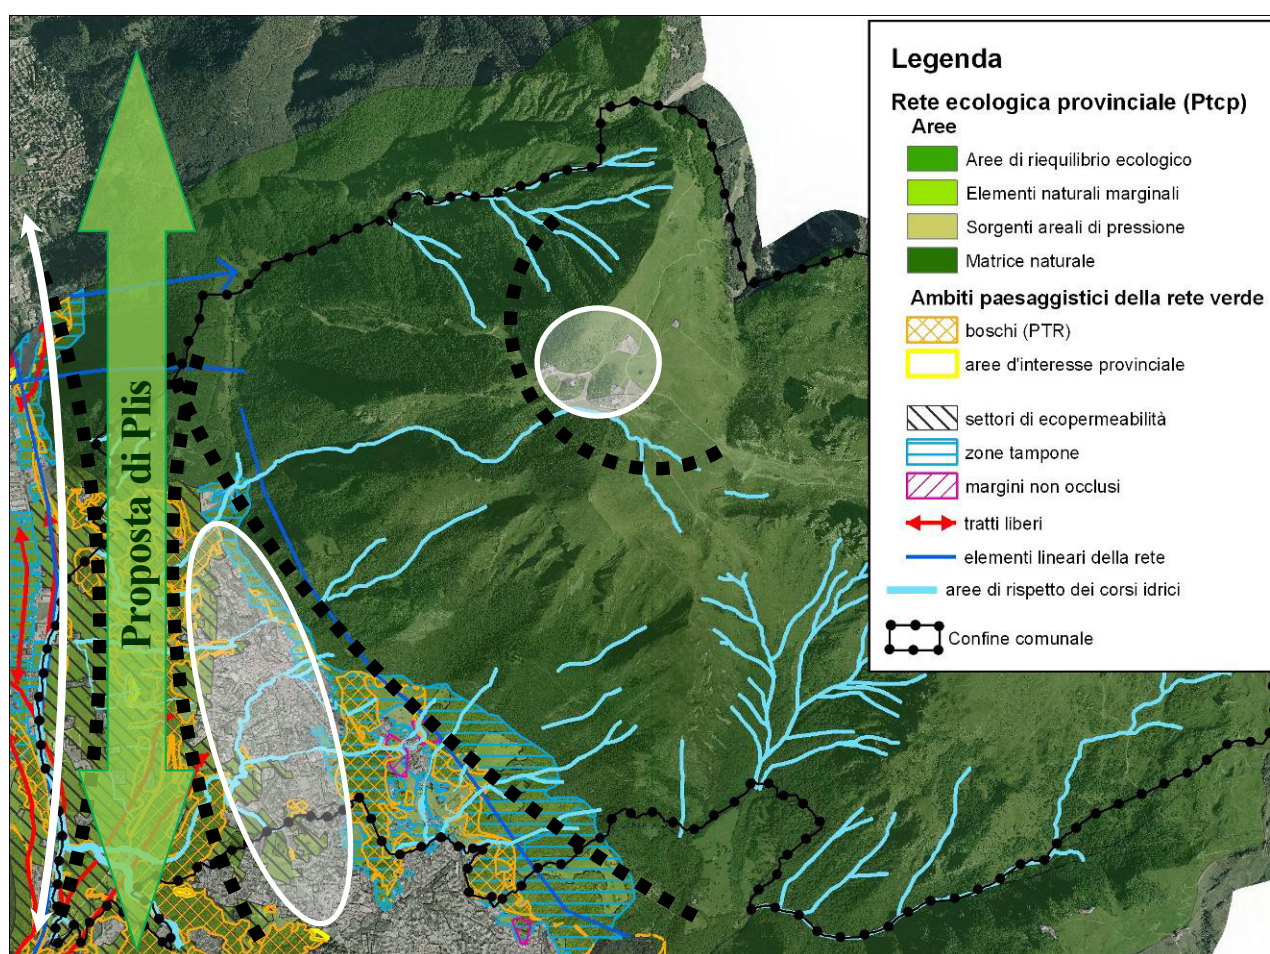 Legenda
Rete ecologica provinciale (Ptcp)
Aree
Aree di riequilibrio ecologico
Elementi naturali marginali
Sorgenti areali di pressione
Matrice naturale
Ambiti paesaggistici della rete verde
boschi (PTR)
aree d'interesse provinciale
settori di ecopermeabilità
zone tampone
margini non occlusi
tratti liberi
elementi lineari della rete
aree di rispetto dei corsi idrici
Confine comunale
Proposta di Plis